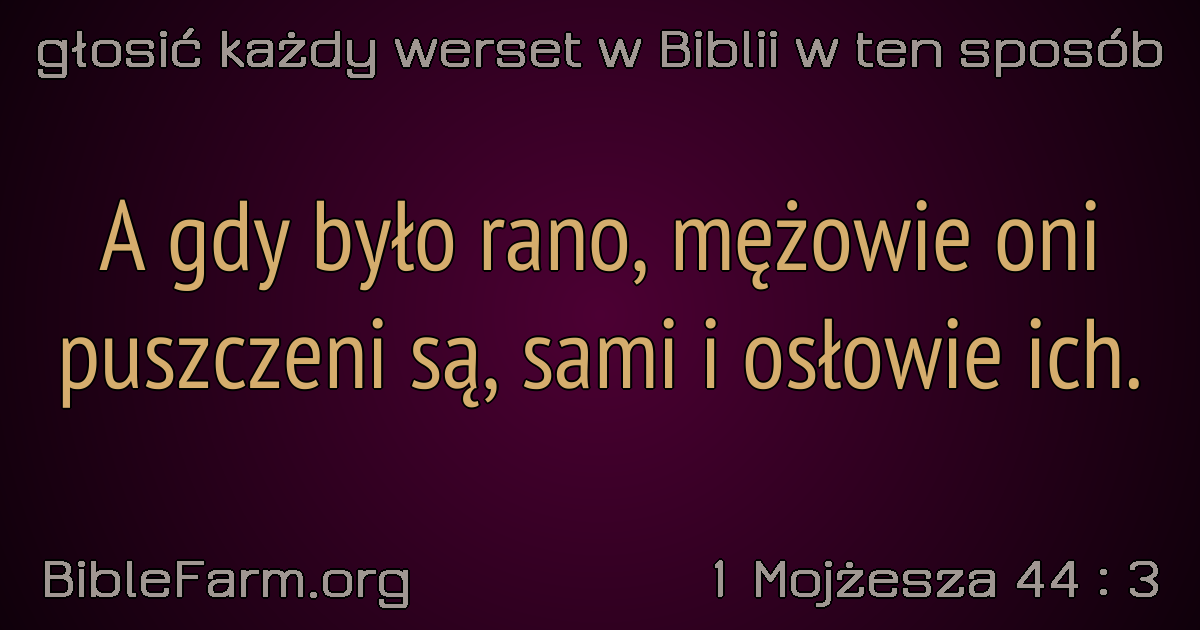 głosić każdy werset w Biblii w ten sposób
A gdy było rano, mężowie oni
puszczeni są, sami i osłowie ich.
BibleFarm.org
1 Mojżesza 44 : 3